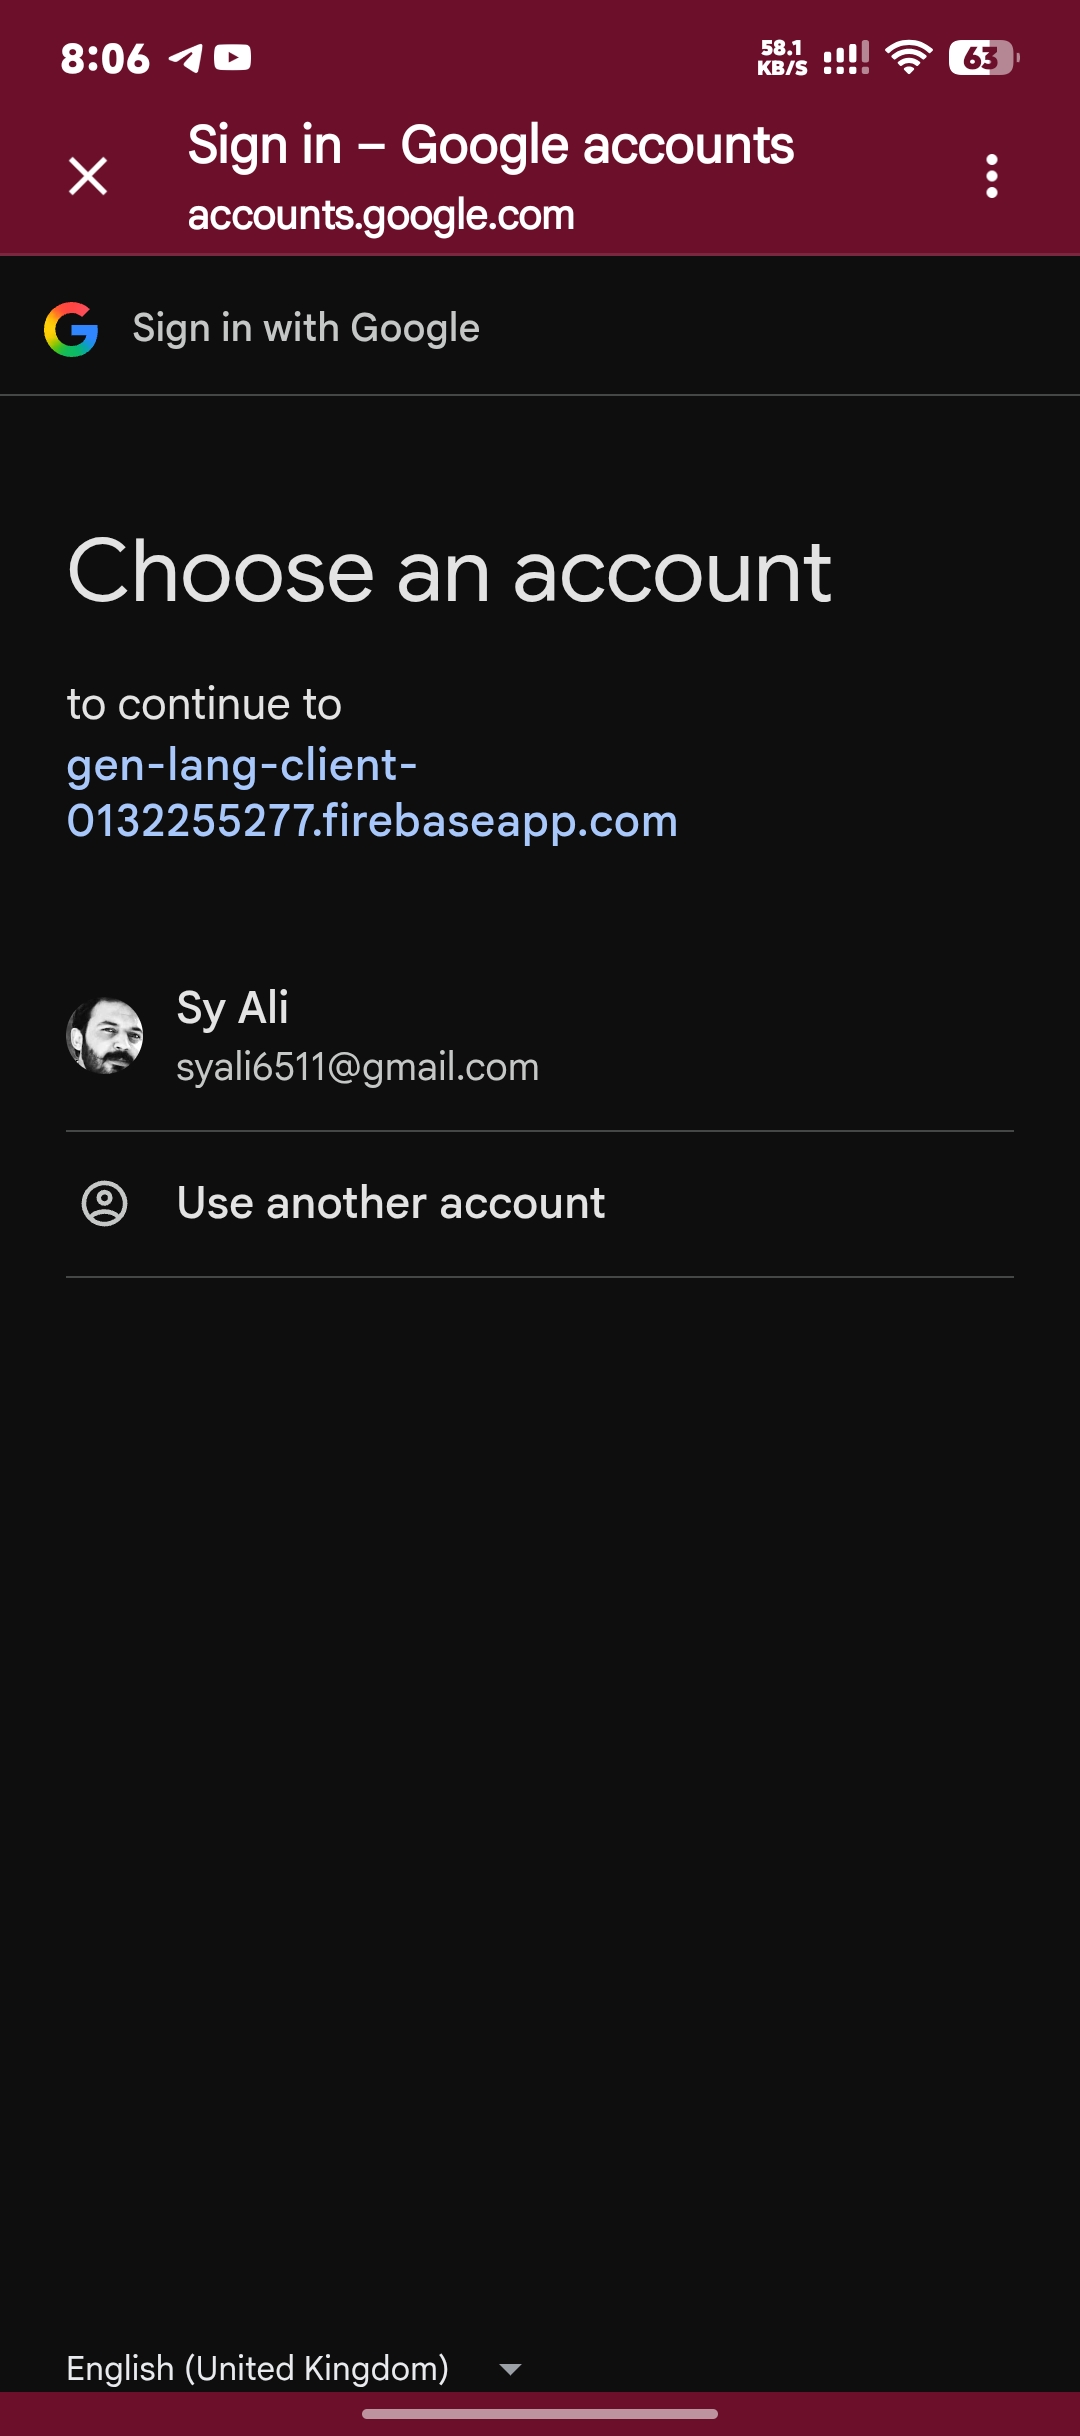 8:06
58.1
KB/S
63
Sign in – Google accounts
accounts.google.com
Sign in with Google
Choose an account
to continue to
gen-lang-client-
0132255277.firebaseapp.com
Sy Ali
syali6511@gmail.com
Use another account
English (United Kingdom)